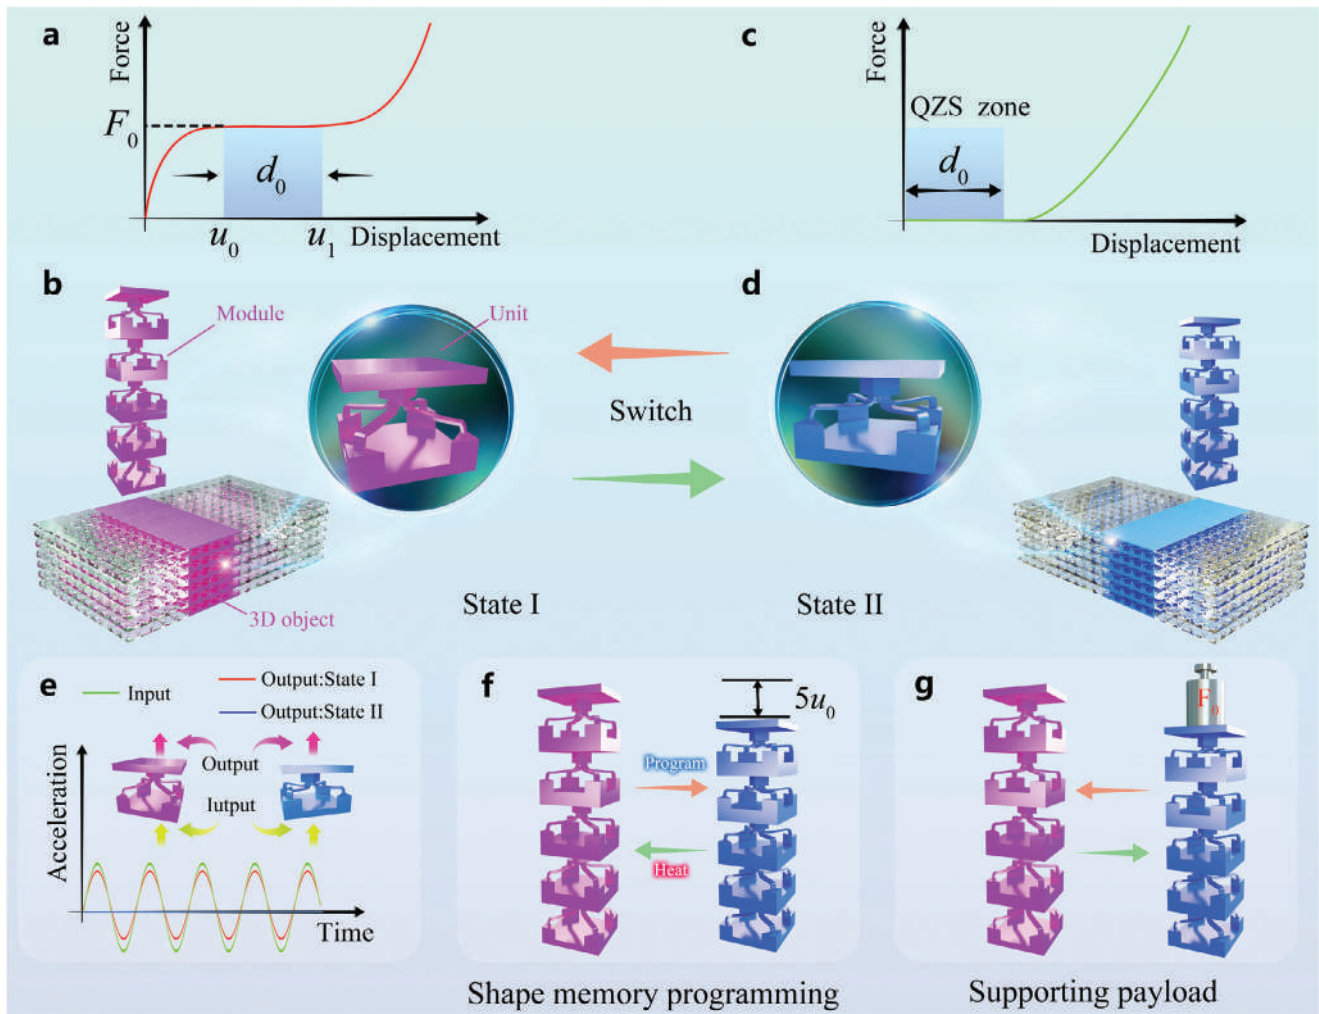 a
Force
F0
d0
u0
u1
Displacement
c
Force
QZS zone
d0
Displacement
b
Module
Unit
3D object
State I
Switch
d
State II
e
Input
Output:State I
Output:State II
Acceleration
Output
Iutput
Time
f
5u0
Program
Heat
Shape memory programming
g
F0
Supporting payload